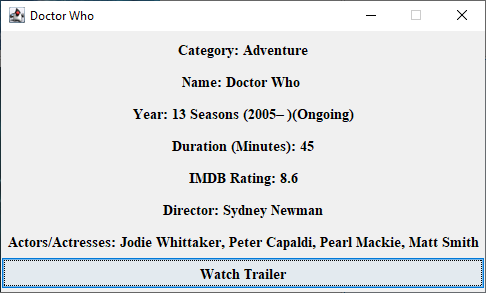 Doctor Who
Category: Adventure
Name: Doctor Who
Year: 13 Seasons (2005– )(Ongoing)
Duration (Minutes): 45
IMDB Rating: 8.6
Director: Sydney Newman
Actors/Actresses: Jodie Whittaker, Peter Capaldi, Pearl Mackie, Matt Smith
Watch Trailer